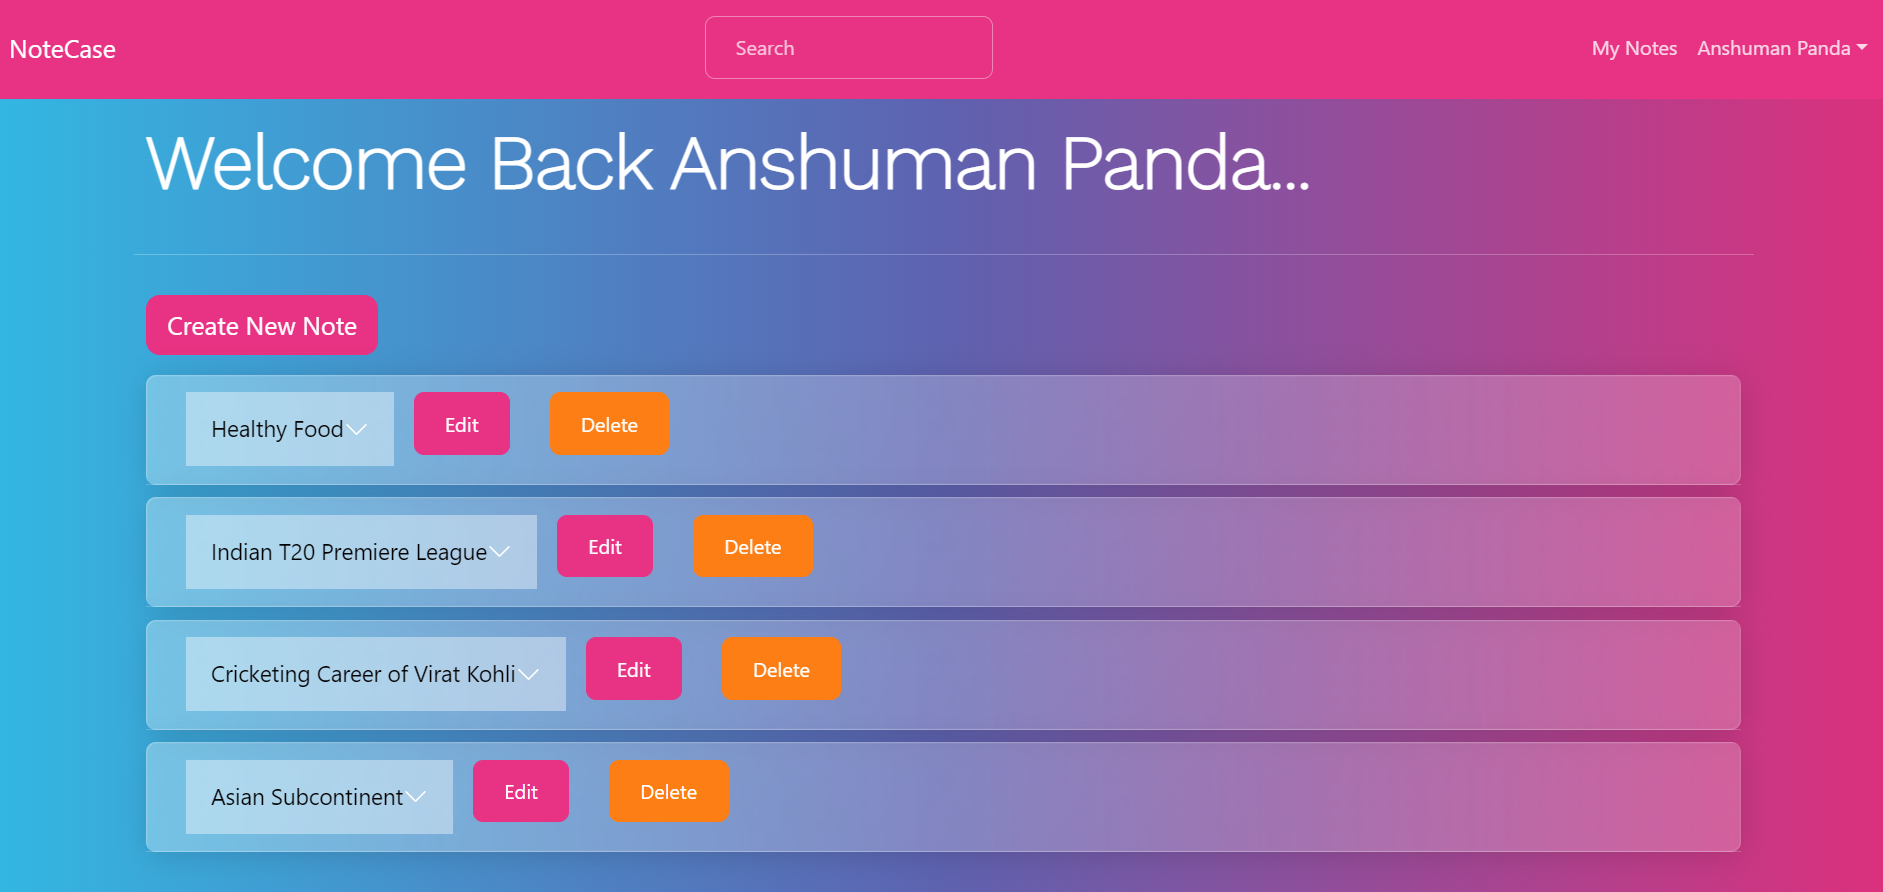 NoteCase Search My Notes Anshuman Panda
Welcome Back Anshuman Panda...
Create New Note
Healthy Food Edit Delete
Indian T20 Premiere League Edit Delete
Cricketing Career of Virat Kohli Edit Delete
Asian Subcontinent Edit Delete